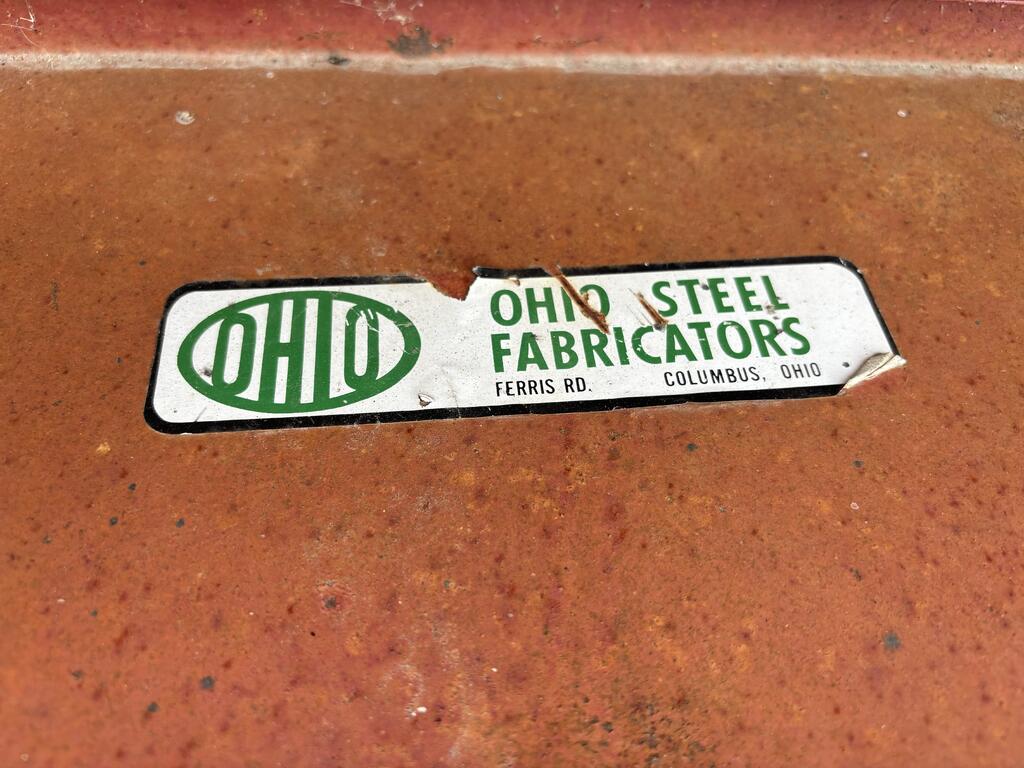 OHIO
OHIO STEEL
FABRICATORS
FERRIS RD. COLUMBUS, OHIO